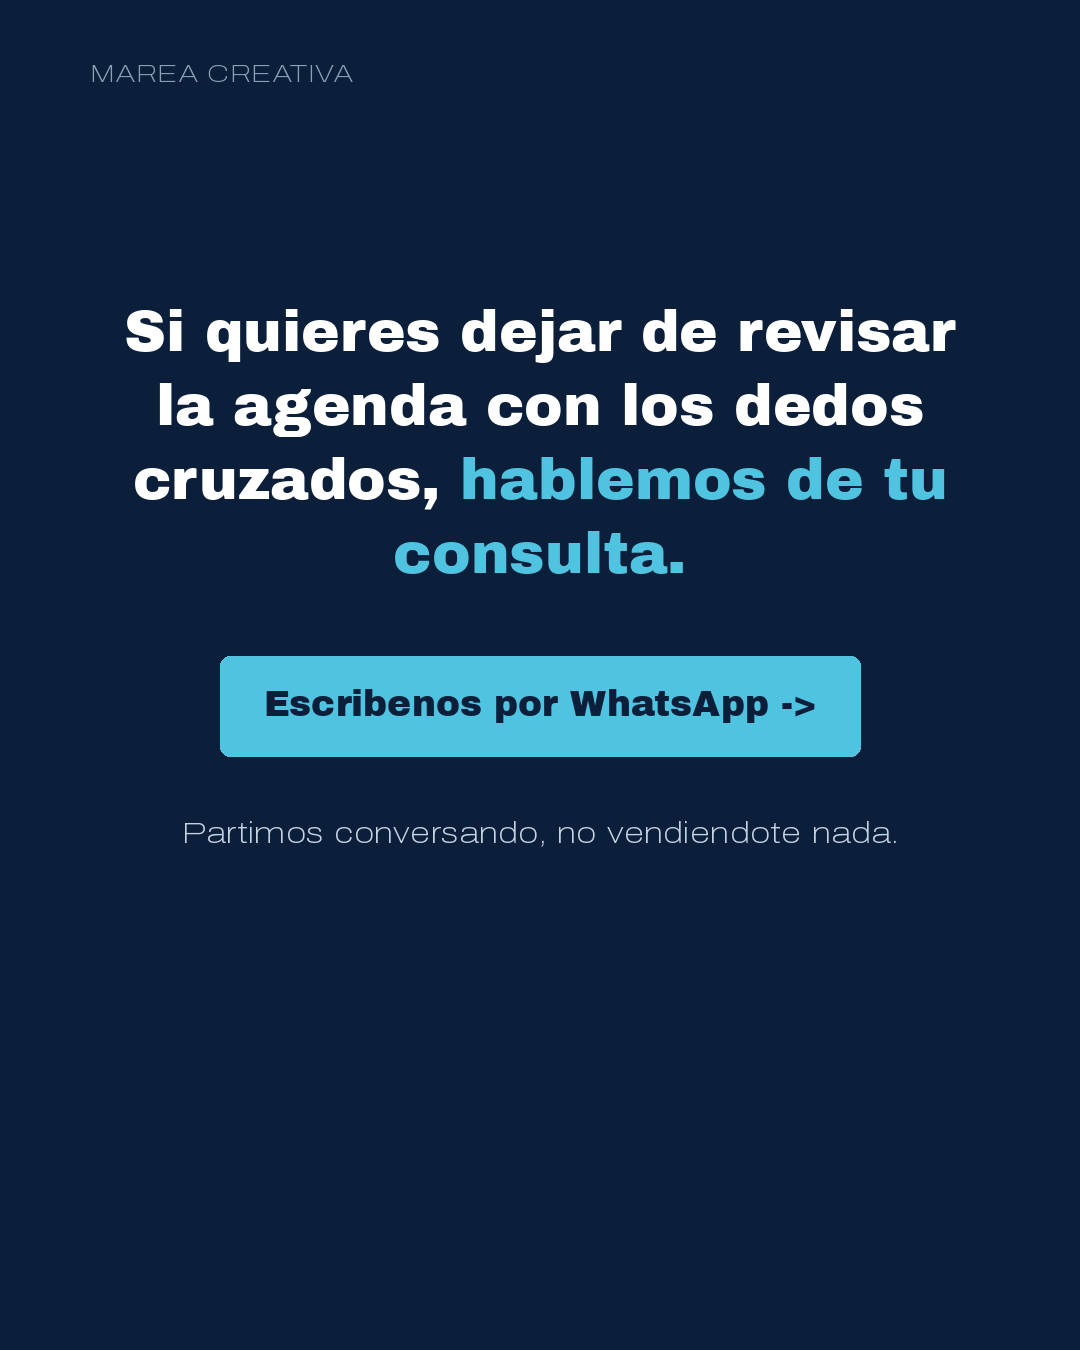 MAREA CREATIVA
Si quieres dejar de revisar
la agenda con los dedos
cruzados, hablemos de tu
consulta.
Escribenos por WhatsApp ->
Partimos conversando, no vendiendote nada.